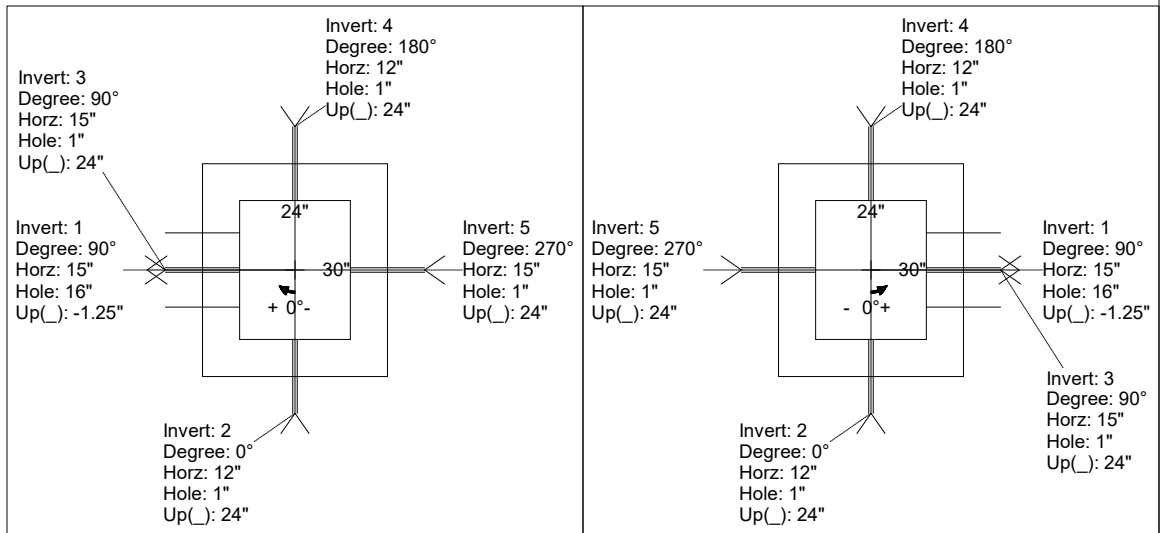 Invert: 4
Degree: 180°
Horz: 12"
Hole: 1"
Up(_): 24"
Invert: 3
Degree: 90°
Horz: 15"
Hole: 1"
Up(_): 24"
Invert: 1
Degree: 90°
Horz: 15"
Hole: 16"
Up(_): -1.25"
24"
30"
+ 0° -
Invert: 5
Degree: 270°
Horz: 15"
Hole: 1"
Up(_): 24"
Invert: 2
Degree: 0°
Horz: 12"
Hole: 1"
Up(_): 24"
Invert: 4
Degree: 180°
Horz: 12"
Hole: 1"
Up(_): 24"
Invert: 5
Degree: 270°
Horz: 15"
Hole: 1"
Up(_): 24"
24"
30"
- 0° +
Invert: 1
Degree: 90°
Horz: 15"
Hole: 16"
Up(_): -1.25"
Invert: 3
Degree: 90°
Horz: 15"
Hole: 1"
Up(_): 24"
Invert: 2
Degree: 0°
Horz: 12"
Hole: 1"
Up(_): 24"